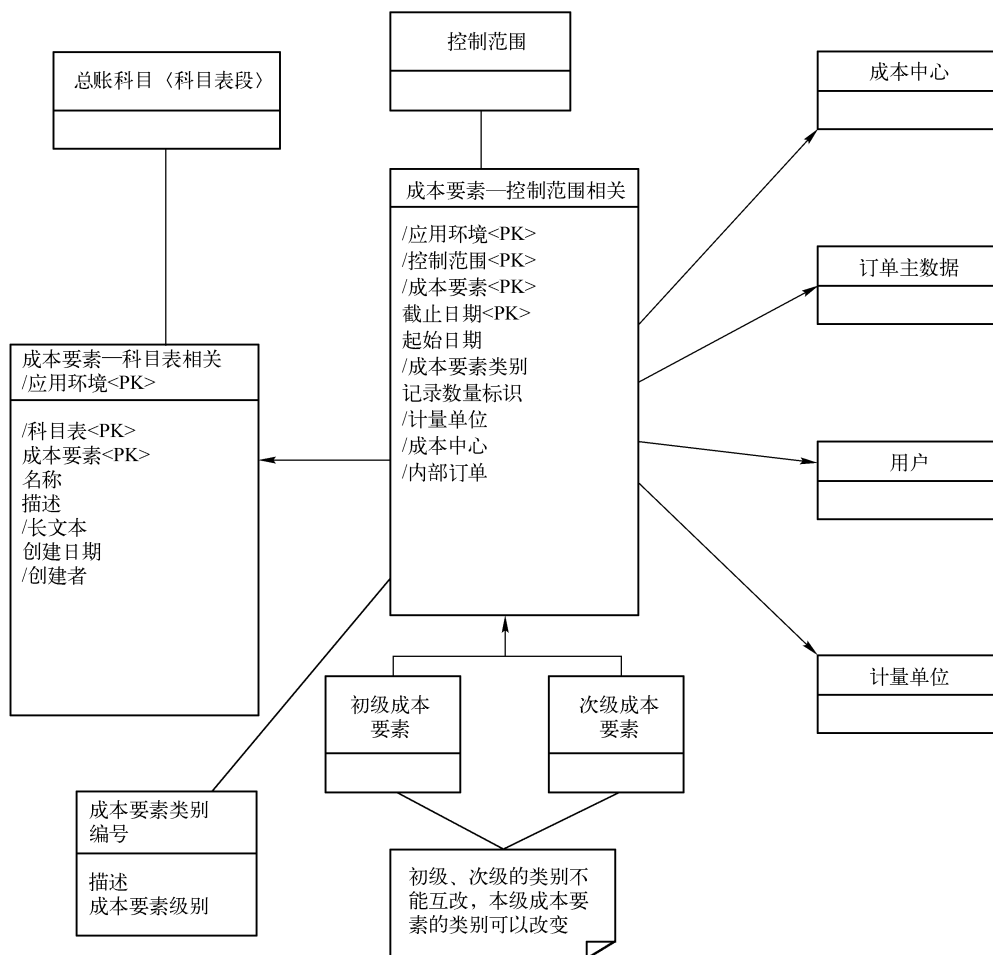 控制范围
总账科目〈科目表段〉
成本中心
成本要素—控制范围相关
/应用环境<PK>
/控制范围<PK>
/成本要素<PK>
截止日期<PK>
起始日期
/成本要素类别
记录数量标识
/计量单位
/成本中心
/内部订单
订单主数据
成本要素—科目表相关
/应用环境<PK>
/科目表<PK>
成本要素<PK>
名称
描述
/长文本
创建日期
/创建者
用户
计量单位
初级成本
要素
次级成本
要素
成本要素类别
编号
描述
成本要素级别
初级、次级的类别不
能互改，本级成本要
素的类别可以改变